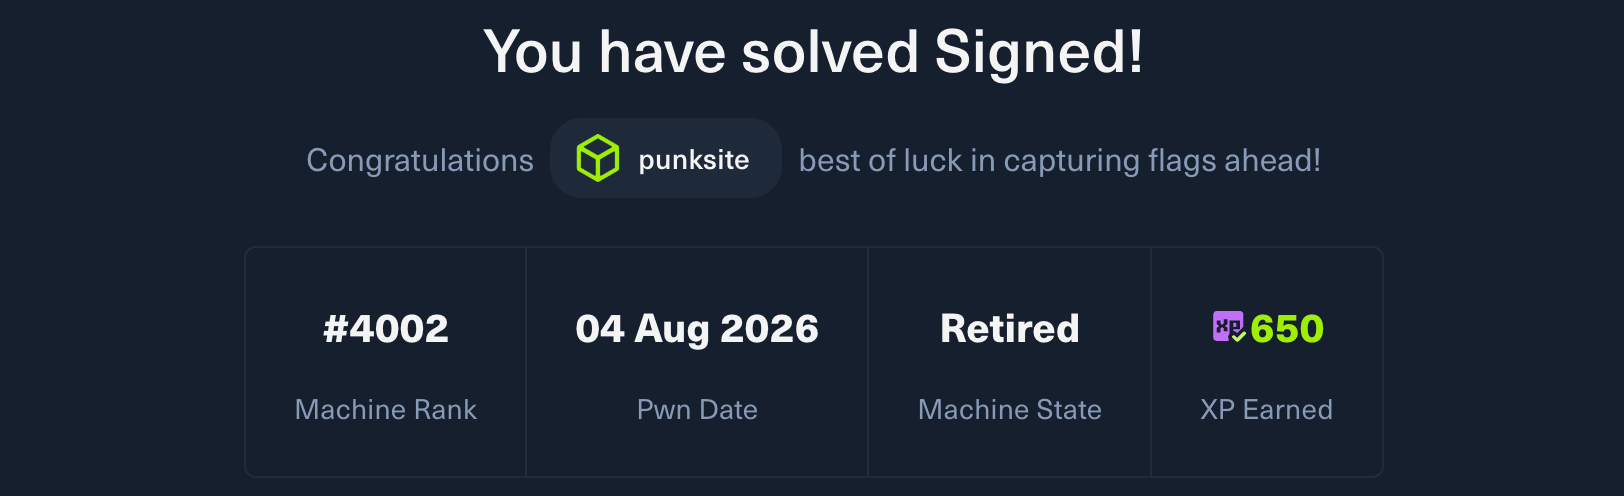 You have solved Signed!
Congratulations punksite best of luck in capturing flags ahead!
#4002 04 Aug 2026 Retired XP 650
Machine Rank Pwn Date Machine State XP Earned